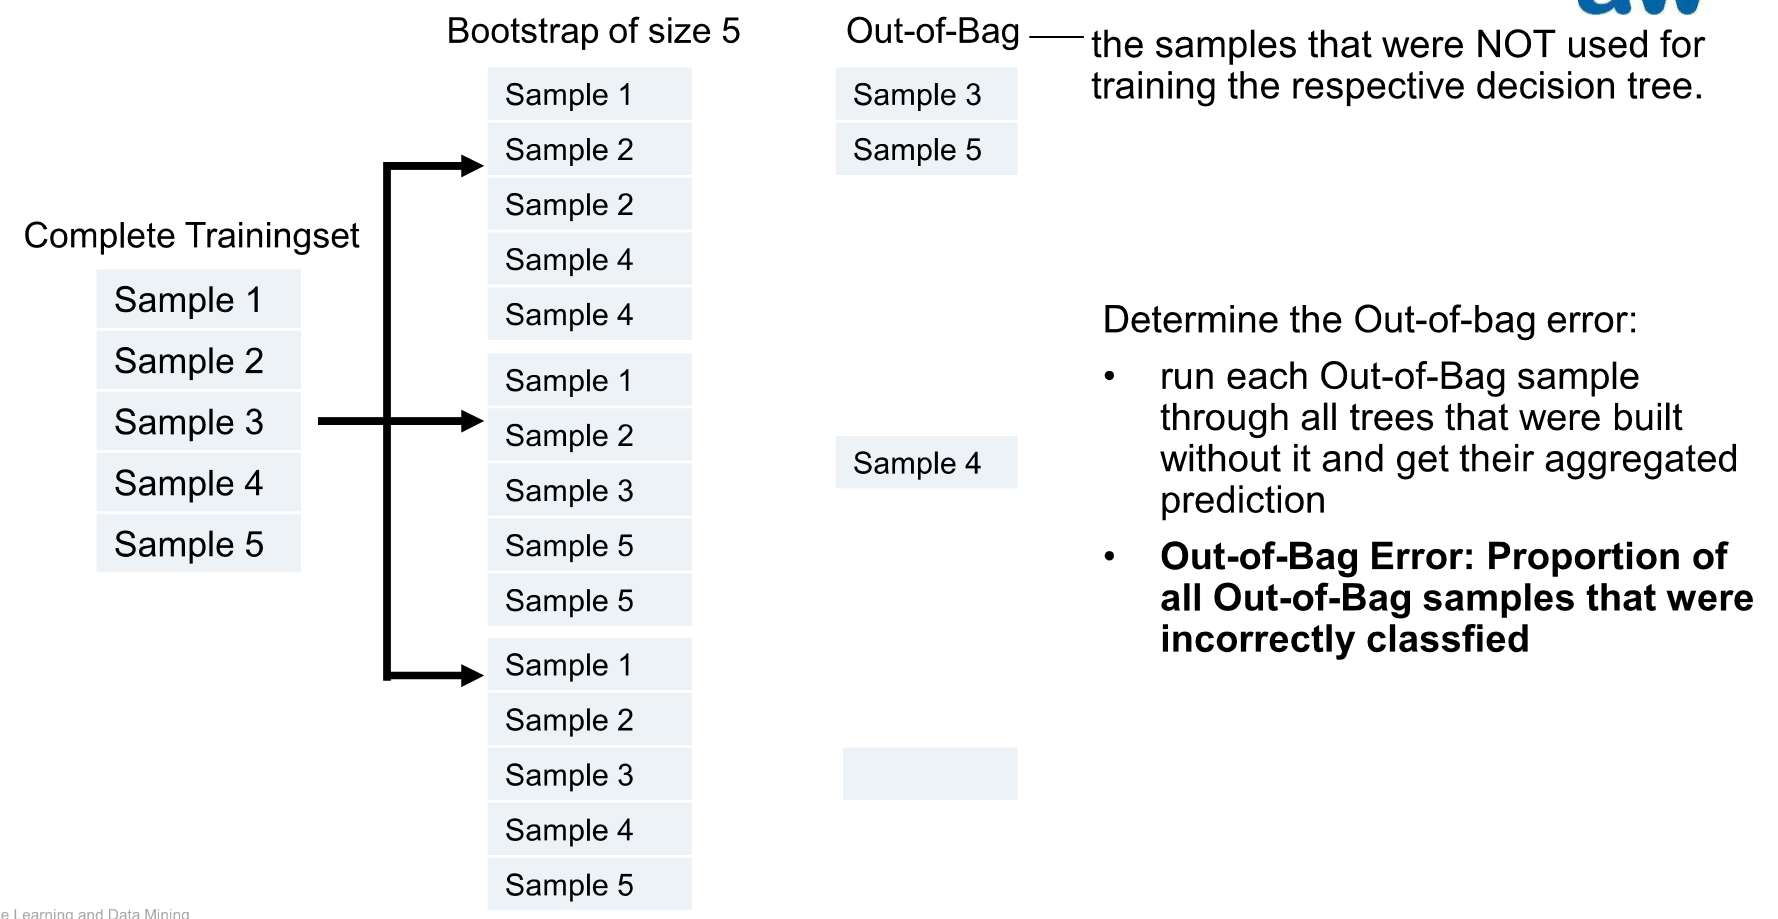 Bootstrap of size 5
Sample 1
Sample 2
Sample 2
Sample 4
Sample 4
Sample 1
Sample 2
Sample 3
Sample 5
Sample 5
Sample 1
Sample 2
Sample 3
Sample 4
Sample 5
Complete Trainingset
Sample 1
Sample 2
Sample 3
Sample 4
Sample 5
Out-of-Bag
Sample 3
Sample 5
Sample 4
the samples that were NOT used for
training the respective decision tree.
Determine the Out-of-bag error:
• run each Out-of-Bag sample
through all trees that were built
without it and get their aggregated
prediction
• Out-of-Bag Error: Proportion of
all Out-of-Bag samples that were
incorrectly classfied
Learning and Data Mining